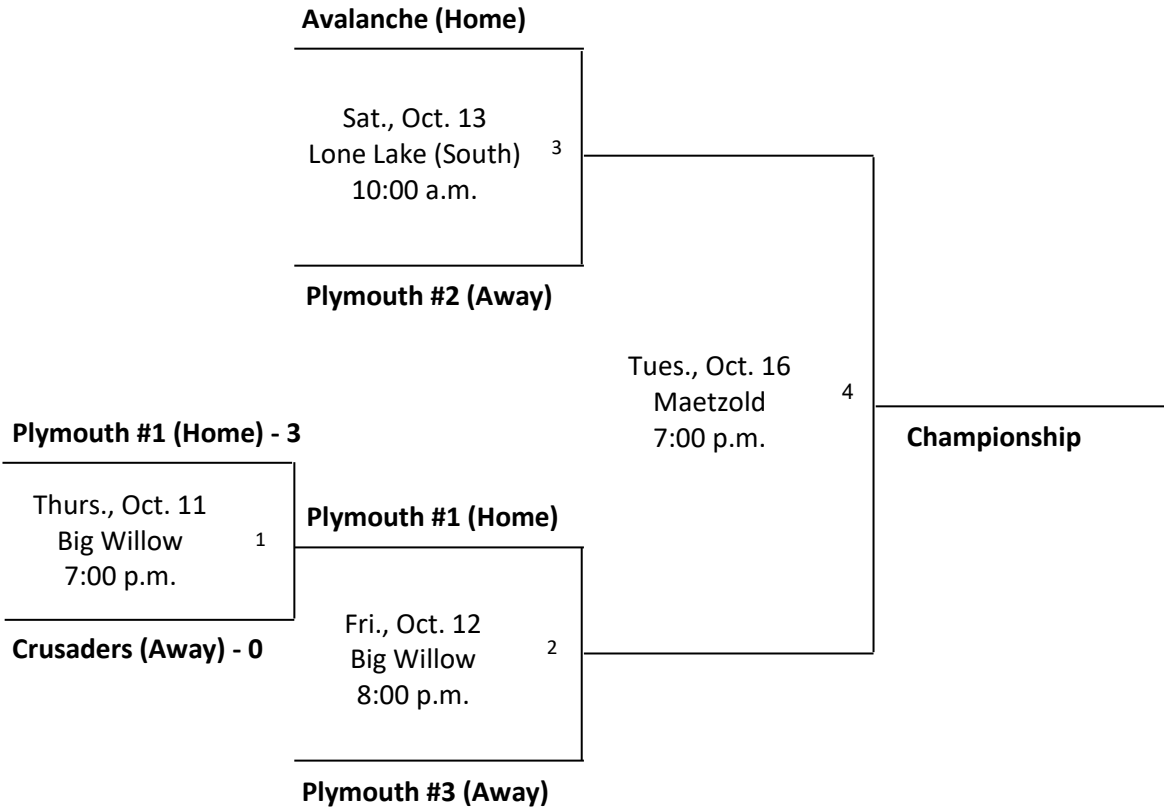 Avalanche (Home)
Sat., Oct. 13
Lone Lake (South)
10:00 a.m.
3
Plymouth #2 (Away)
Tues., Oct. 16
Maetzold
7:00 p.m.
4
Championship
Plymouth #1 (Home) - 3
Thurs., Oct. 11
Big Willow
7:00 p.m.
1
Crusaders (Away) - 0
Plymouth #1 (Home)
Fri., Oct. 12
Big Willow
8:00 p.m.
2
Plymouth #3 (Away)